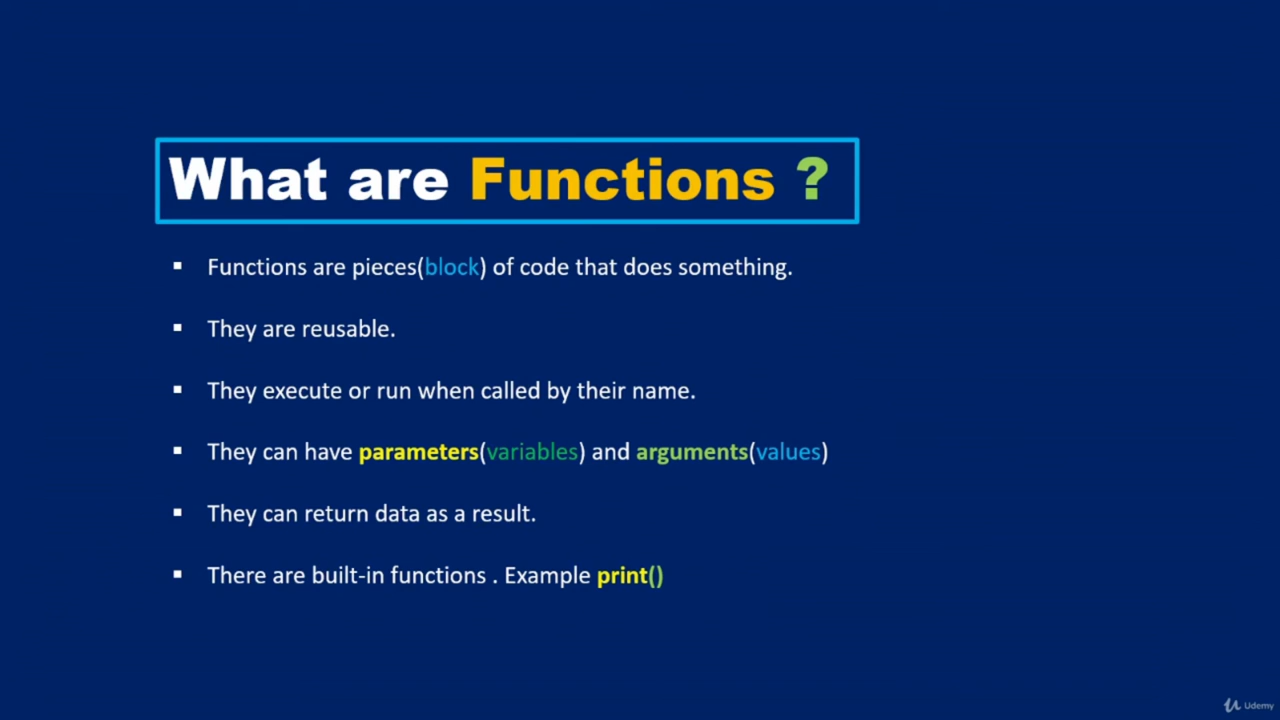 What are Functions ?
▪ Functions are pieces(block) of code that does something.
▪ They are reusable.
▪ They execute or run when called by their name.
▪ They can have parameters(variables) and arguments(values)
▪ They can return data as a result.
▪ There are built-in functions . Example print()
Udemy